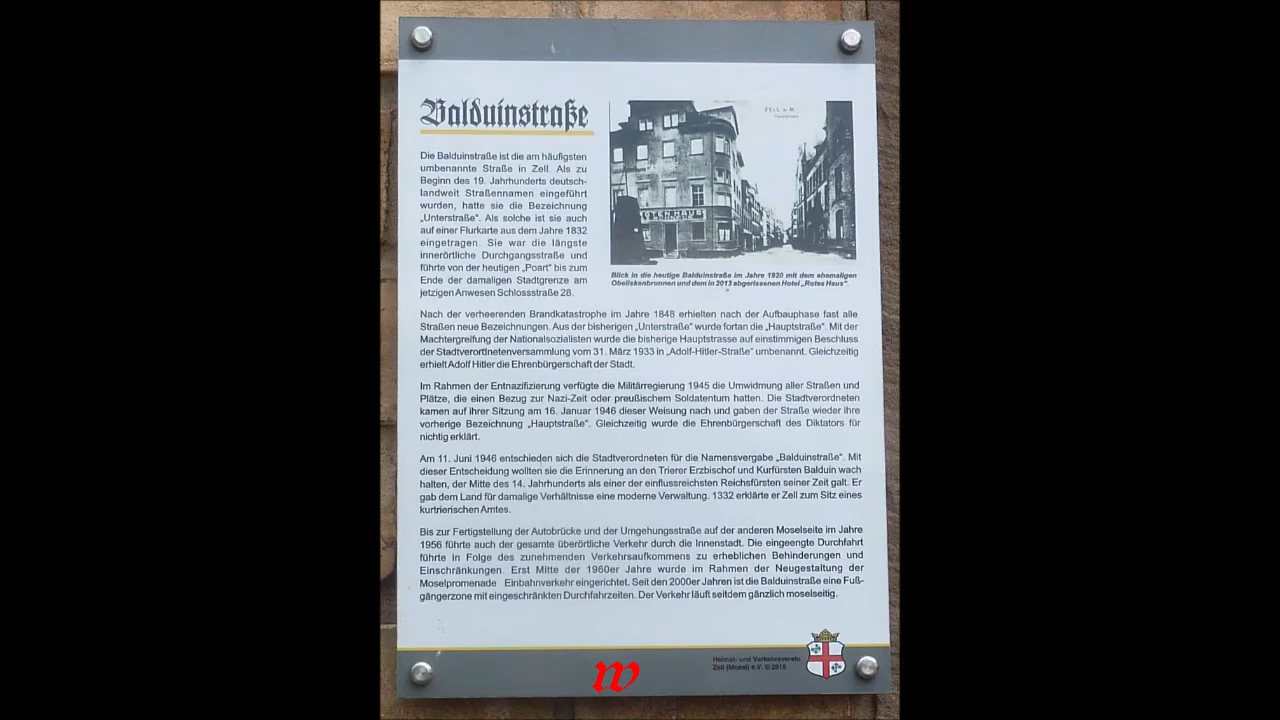 Balduinstraße
Die Balduinstraße ist die am häufigsten
umbenannte Straße in Zell. Als zu
Beginn des 19. Jahrhunderts deutsch-
landweit Straßennamen eingeführt
wurden, hatte sie die Bezeichnung
„Unterstraße“. Als solche ist sie auch
auf einer Flurkarte aus dem Jahre 1832
eingetragen. Sie war die längste
innerörtliche Durchgangsstraße und
führte von der heutigen „Poart“ bis zum
Ende der damaligen Stadtgrenze am
jetzigen Anwesen Schlossstraße 28.
ZELL a. M.
Blick in die heutige Balduinstraße im Jahre 1920 mit dem ehemaligen
Obeliskenbrunnen und dem in 2013 abgerissenen Hotel „Rotes Haus“.
Nach der verheerenden Brandkatastrophe im Jahre 1848 erhielten nach der Aufbauphase fast alle
Straßen neue Bezeichnungen. Aus der bisherigen „Unterstraße“ wurde fortan die „Hauptstraße“. Mit der
Machtergreifung der Nationalsozialisten wurde die bisherige Hauptstrasse auf einstimmigen Beschluss
der Stadtverordnetenversammlung vom 31. März 1933 in „Adolf-Hitler-Straße“ umbenannt. Gleichzeitig
erhielt Adolf Hitler die Ehrenbürgerschaft der Stadt.
Im Rahmen der Entnazifizierung verfügte die Militärregierung 1945 die Umwidmung aller Straßen und
Plätze, die einen Bezug zur Nazi-Zeit oder preußischem Soldatentum hatten. Die Stadtverordneten
kamen auf ihrer Sitzung am 16. Januar 1946 dieser Weisung nach und gaben der Straße wieder ihre
vorherige Bezeichnung „Hauptstraße“. Gleichzeitig wurde die Ehrenbürgerschaft des Diktators für
nichtig erklärt.
Am 11. Juni 1946 entschieden sich die Stadtverordneten für die Namensvergabe „Balduinstraße“. Mit
dieser Entscheidung wollten sie die Erinnerung an den Trierer Erzbischof und Kurfürsten Balduin wach
halten, der Mitte des 14. Jahrhunderts als einer der einflussreichsten Reichsfürsten seiner Zeit galt. Er
gab dem Land für damalige Verhältnisse eine moderne Verwaltung. 1332 erklärte er Zell zum Sitz eines
kurtrierischen Amtes.
Bis zur Fertigstellung der Autobrücke und der Umgehungsstraße auf der anderen Moselseite im Jahre
1956 führte auch der gesamte überörtliche Verkehr durch die Innenstadt. Die eingeengte Durchfahrt
führte in Folge des zunehmenden Verkehrsaufkommens zu erheblichen Behinderungen und
Einschränkungen. Erst Mitte der 1960er Jahre wurde im Rahmen der Neugestaltung der
Moselpromenade Einbahnverkehr eingerichtet. Seit den 2000er Jahren ist die Balduinstraße eine Fuß-
gängerzone mit eingeschränkten Durchfahrzeiten. Der Verkehr läuft seitdem gänzlich moselseitig.
Heimat- und Verkehrsverein
Zell (Mosel) e.V. © 2015
w